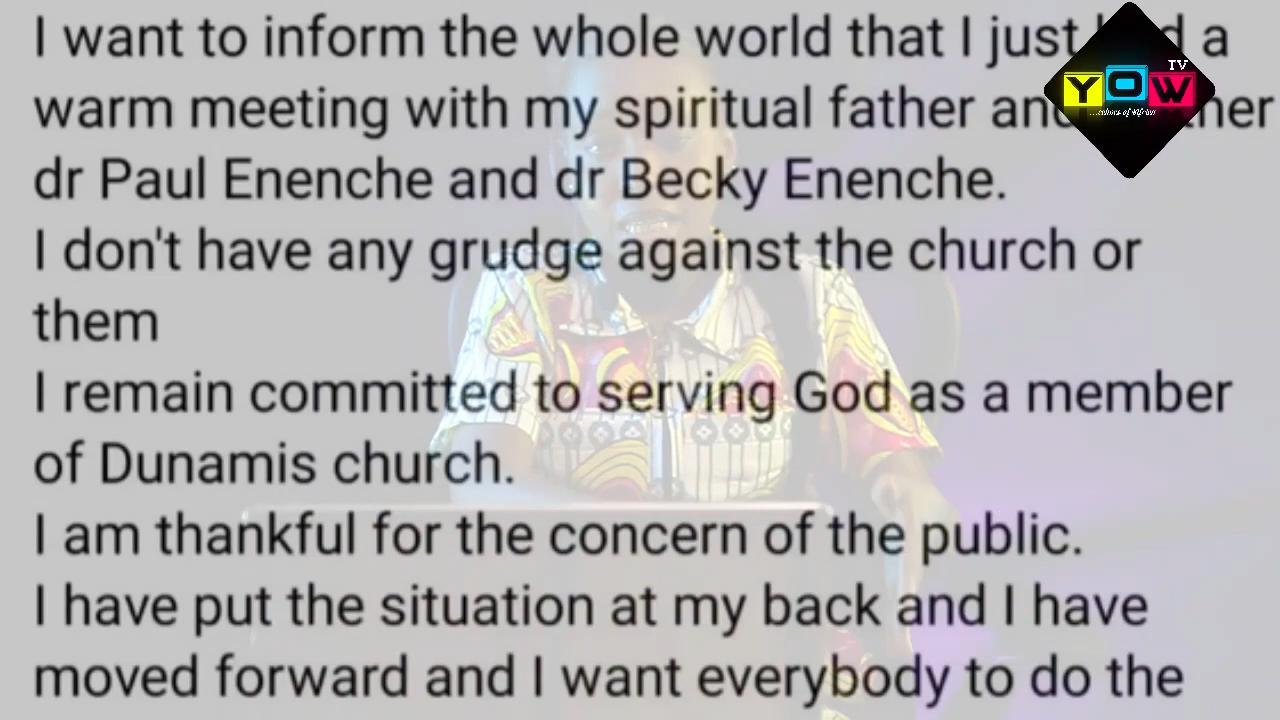 I want to inform the whole world that I just had a
warm meeting with my spiritual father and
dr Paul Enenche and dr Becky Enenche.
I don't have any grudge against the church or
them
I remain committed to serving God as a member
of Dunamis church.
I am thankful for the concern of the public.
I have put the situation at my back and I have
moved forward and I want everybody to do the
TV
YOW